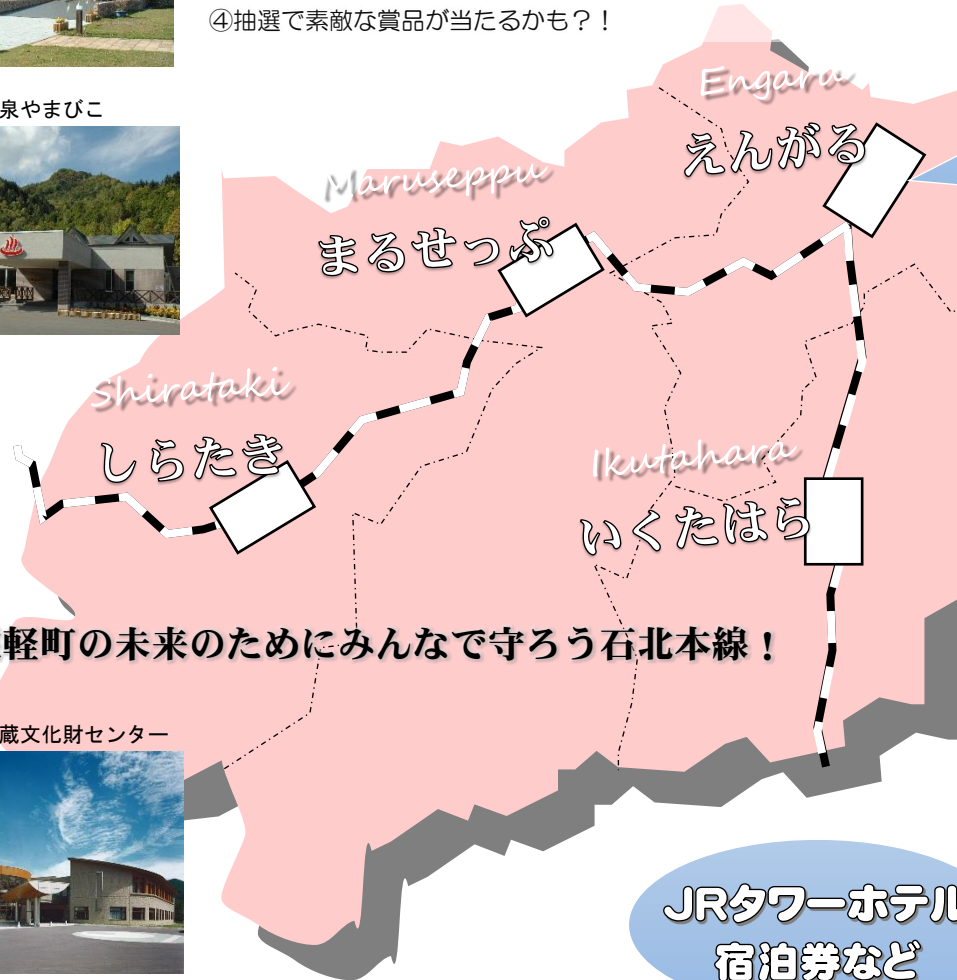 ④抽選で素敵な賞品が当たるかも？！
泉やまびこ
Engaru
えんがる
Maruseppu
まるせっぷ
Shirataki
しらたき
Ikutahara
いくたはら
軽町の未来のためにみんなで守ろう石北本線！
蔵文化財センター
JRタワーホテル
宿泊券など